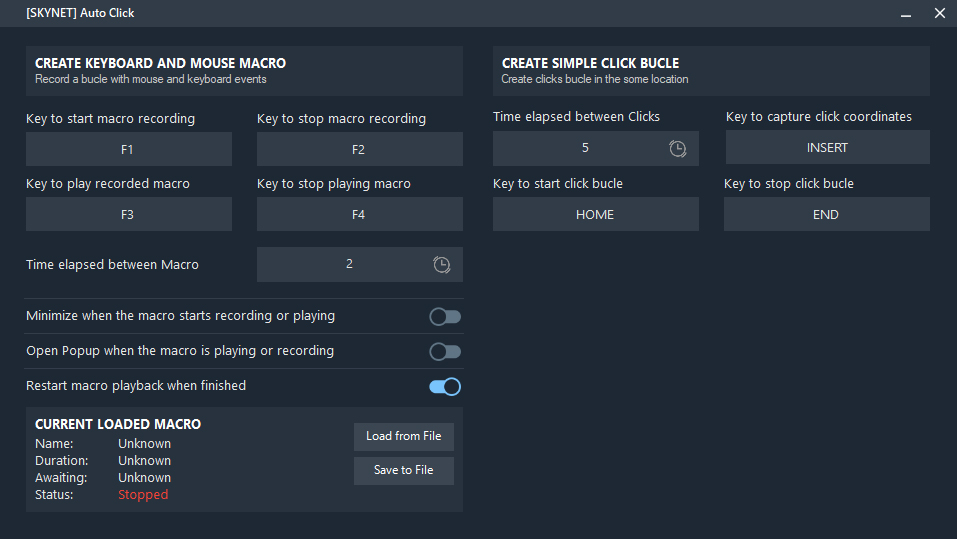 [SKYNET] Auto Click
CREATE KEYBOARD AND MOUSE MACRO
Record a bucle with mouse and keyboard events
Key to start macro recording
Key to stop macro recording
F1
F2
Key to play recorded macro
Key to stop playing macro
F3
F4
Time elapsed between Macro
2
Minimize when the macro starts recording or playing
Open Popup when the macro is playing or recording
Restart macro playback when finished
CURRENT LOADED MACRO
Name: Unknown
Duration: Unknown
Awaiting: Unknown
Status: Stopped
Load from File
Save to File
CREATE SIMPLE CLICK BUCLE
Create clicks bucle in the some location
Time elapsed between Clicks
Key to capture click coordinates
5
INSERT
Key to start click bucle
Key to stop click bucle
HOME
END